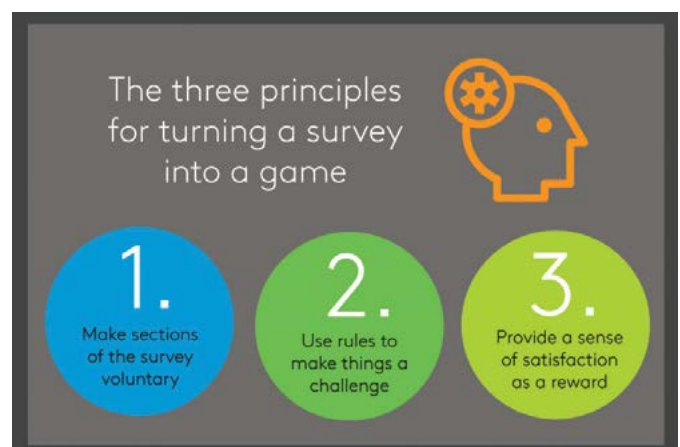 The three principles
for turning a survey
into a game
1.
Make sections
of the survey
voluntary
2.
Use rules to
make things a
challenge
3.
Provide a sense
of satisfaction
as a reward